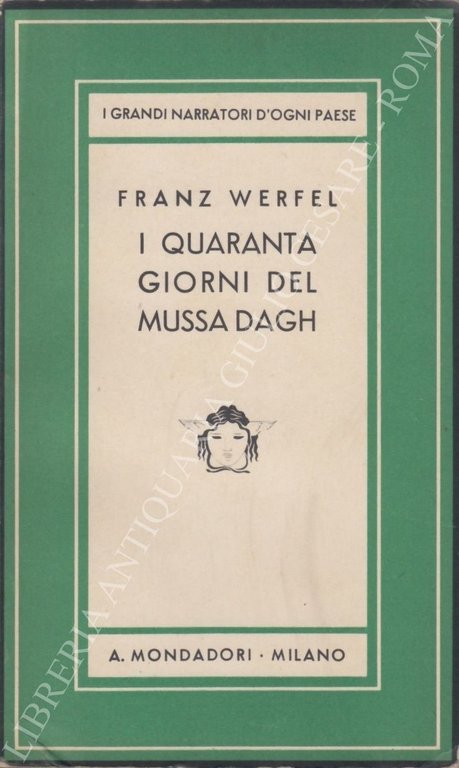 I GRANDI NARRATORI D'OGNI PAESE
FRANZ WERFEL
I QUARANTA
GIORNI DEL
MUSSA DAGH
A. MONDADORI · MILANO
LIBRERIA ANTIQUARIA GIULIO CESARE - ROMA